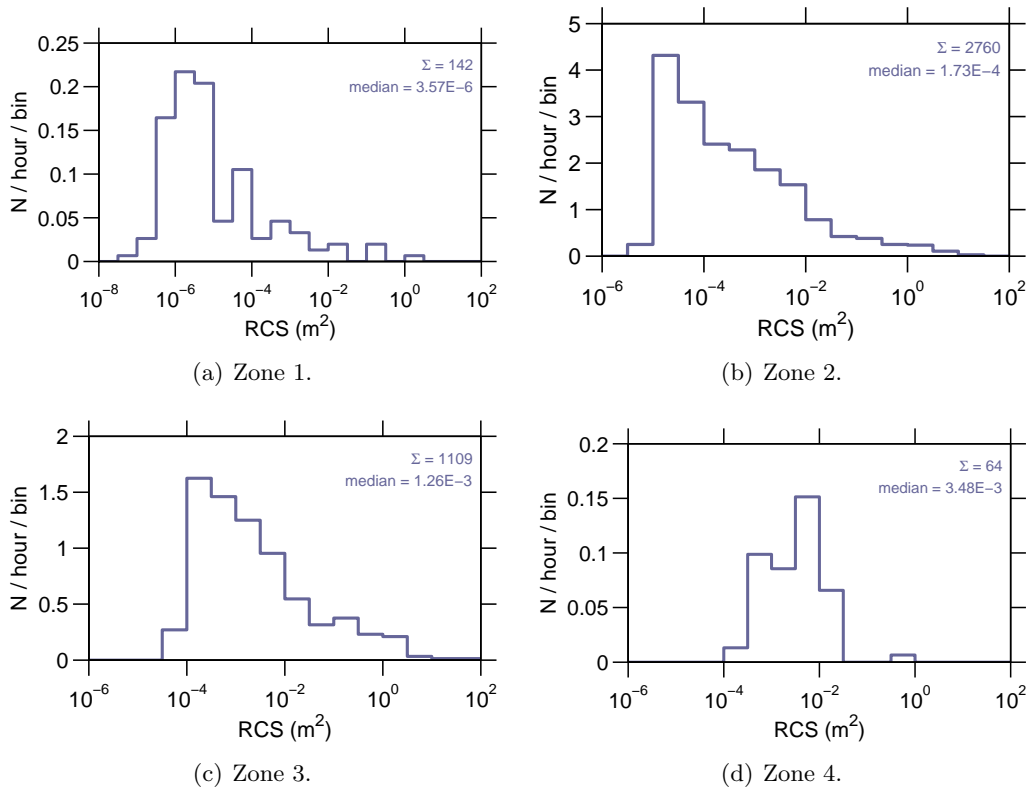 0.25
0.2
0.15
0.1
0.05
0
N / hour / bin
Σ = 142
median = 3.57E−6
10^−8 10^−6 10^−4 10^−2 10^0 10^2
RCS (m^2)
(a) Zone 1.
5
4
3
2
1
0
N / hour / bin
Σ = 2760
median = 1.73E−4
10^−6 10^−4 10^−2 10^0 10^2
RCS (m^2)
(b) Zone 2.
2
1.5
1
0.5
0
N / hour / bin
Σ = 1109
median = 1.26E−3
10^−6 10^−4 10^−2 10^0 10^2
RCS (m^2)
(c) Zone 3.
0.2
0.15
0.1
0.05
0
N / hour / bin
Σ = 64
median = 3.48E−3
10^−6 10^−4 10^−2 10^0 10^2
RCS (m^2)
(d) Zone 4.